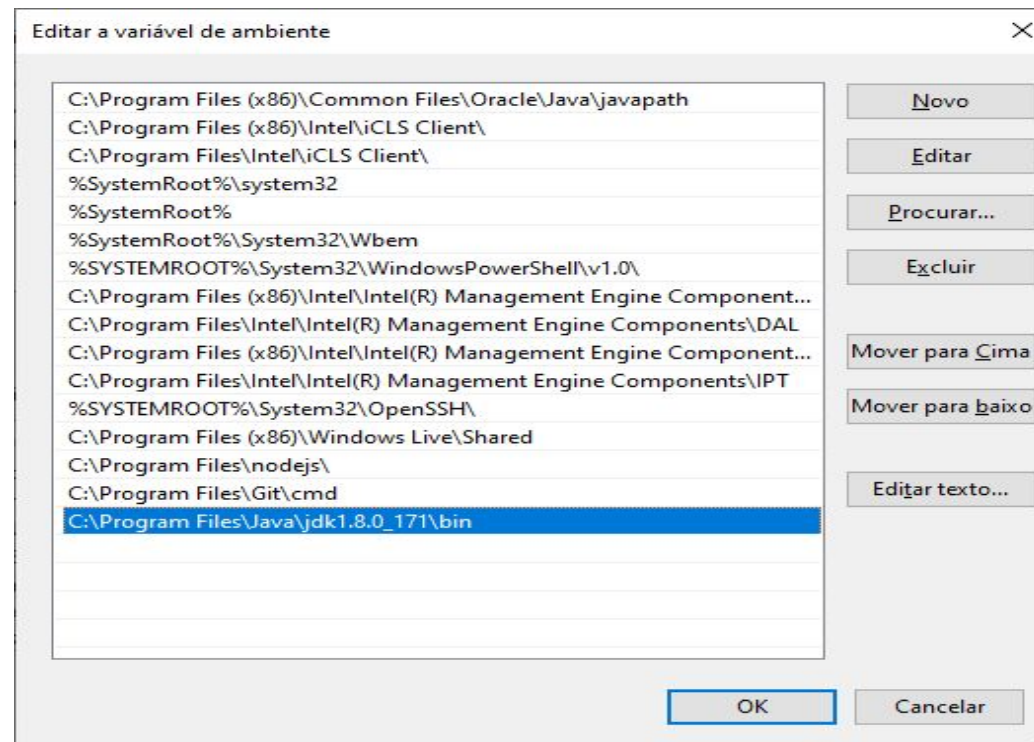 Editar a variável de ambiente
C:\Program Files (x86)\Common Files\Oracle\Java\javapath
C:\Program Files (x86)\Intel\iCLS Client\
C:\Program Files\Intel\iCLS Client\
%SystemRoot%\system32
%SystemRoot%
%SystemRoot%\System32\Wbem
%SYSTEMROOT%\System32\WindowsPowerShell\v1.0\
C:\Program Files (x86)\Intel\Intel(R) Management Engine Component...
C:\Program Files\Intel\Intel(R) Management Engine Components\DAL
C:\Program Files (x86)\Intel\Intel(R) Management Engine Component...
C:\Program Files\Intel\Intel(R) Management Engine Components\IPT
%SYSTEMROOT%\System32\OpenSSH\
C:\Program Files (x86)\Windows Live\Shared
C:\Program Files\nodejs\
C:\Program Files\Git\cmd
C:\Program Files\Java\jdk1.8.0_171\bin
Novo
Editar
Procurar...
Excluir
Mover para Cima
Mover para baixo
Editar texto...
OK
Cancelar